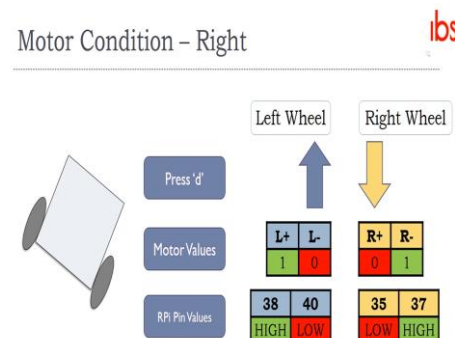 Motor Condition – Right
ibs
Left Wheel
Right Wheel
Press 'd'
Motor Values
L+ L- R+ R-
1 0 0 1
RPi Pin Values
38 40 35 37
HIGH LOW LOW HIGH